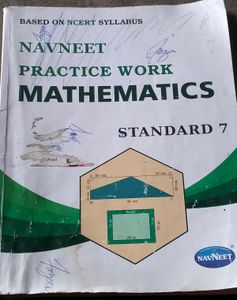 BASED ON NCERT SYLLABUS
NAVNEET
PRACTICE WORK
MATHEMATICS
STANDARD 7
NAVNEET